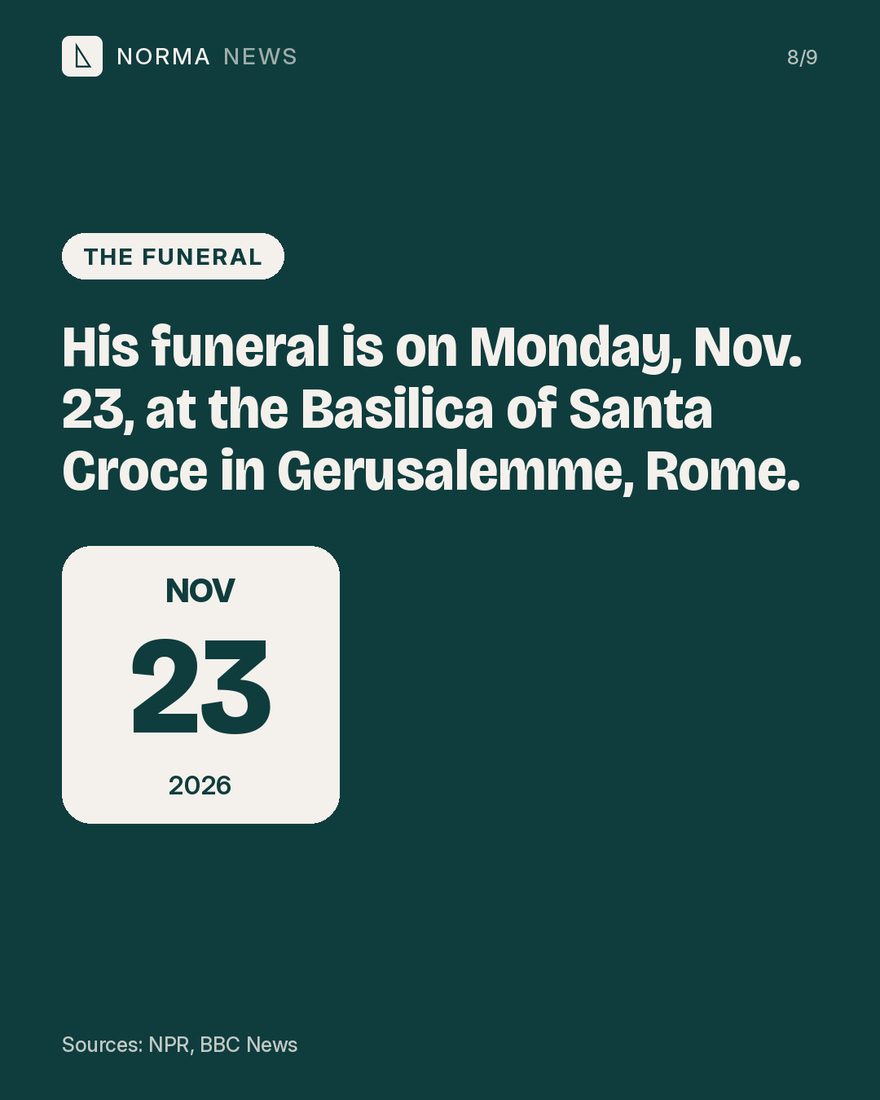 NORMA NEWS
8/9
THE FUNERAL
His funeral is on Monday, Nov.
23, at the Basilica of Santa
Croce in Gerusalemme, Rome.
NOV
23
2026
Sources: NPR, BBC News